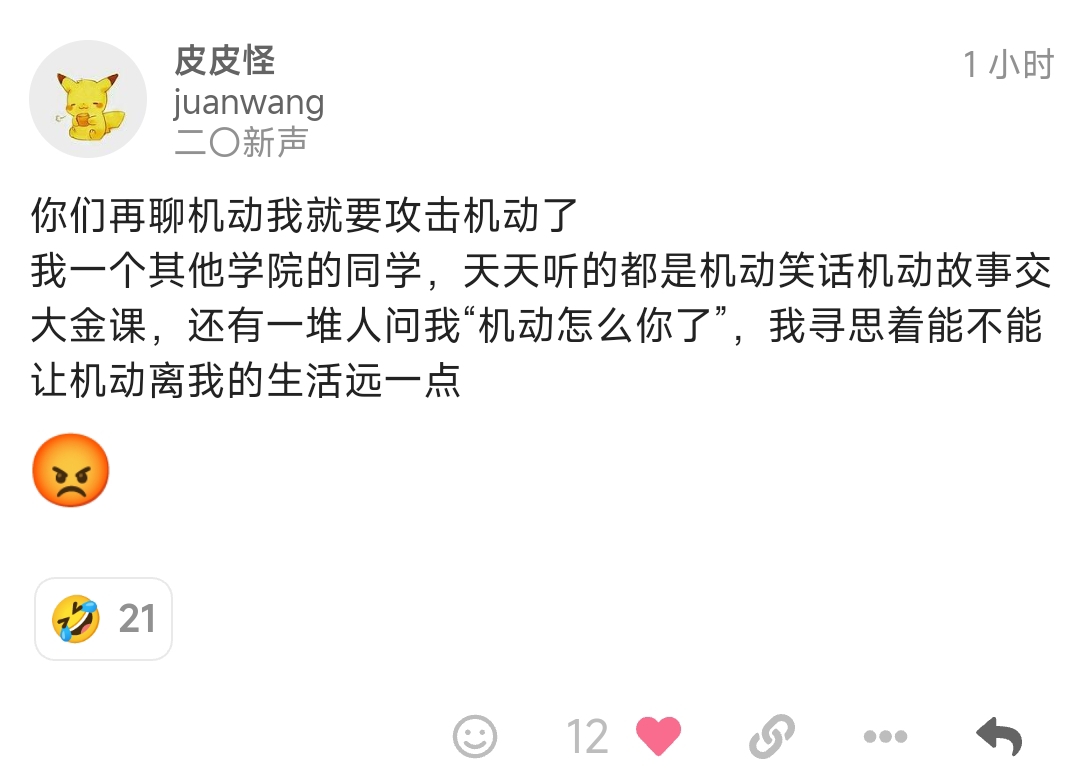 皮皮怪
1 小时
juanwang
二〇新声
你们再聊机动我就要攻击机动了
我一个其他学院的同学，天天听的都是机动笑话机动故事交
大金课，还有一堆人问我“机动怎么你了”，我寻思着能不能
让机动离我的生活远一点
21
12